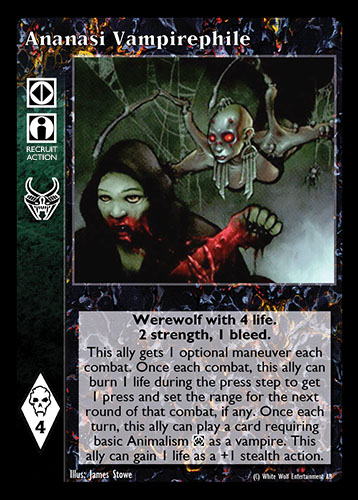 Ananasi Vampirephile
RECRUIT
ACTION
4
Werewolf with 4 life.
2 strength, 1 bleed.
This ally gets 1 optional maneuver each
combat. Once each combat, this ally can
burn 1 life during the press step to get
1 press and set the range for the next
round of that combat, if any. Once each
turn, this ally can play a card requiring
basic Animalism as a vampire. This
ally can gain 1 life as a +1 stealth action.
Illus: James Stowe
(C) White Wolf Entertainment AB